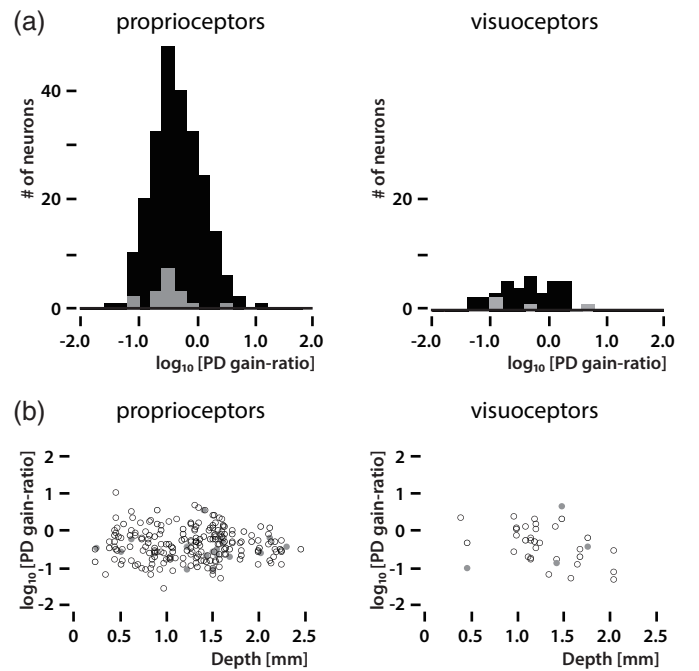 (a)
proprioceptors
visuoceptors
# of neurons
# of neurons
40
20
0
20
0
-2.0 -1.0 0.0 1.0 2.0
-2.0 -1.0 0.0 1.0 2.0
log₁₀ [PD gain-ratio]
log₁₀ [PD gain-ratio]
(b)
proprioceptors
visuoceptors
log₁₀ [PD gain-ratio]
log₁₀ [PD gain-ratio]
2
1
0
-1
-2
2
1
0
-1
-2
0 0.5 1.0 1.5 2.0 2.5
0 0.5 1.0 1.5 2.0 2.5
Depth [mm]
Depth [mm]